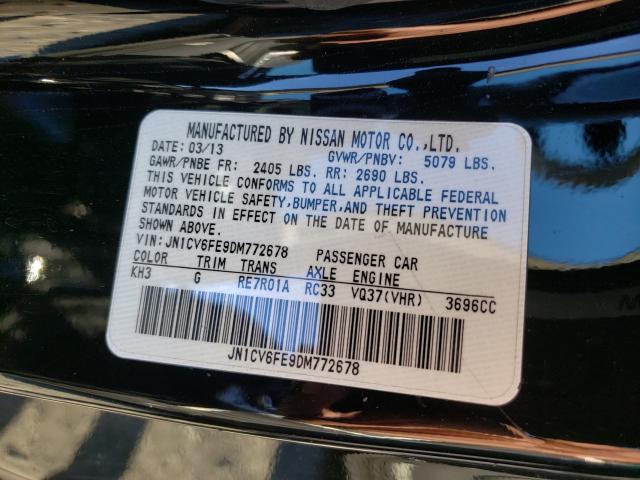 MANUFACTURED BY NISSAN MOTOR CO.,LTD.
DATE: 03/13 GVWR/PNBV: 5079 LBS.
GAWR/PNBE FR: 2405 LBS. RR: 2690 LBS.
THIS VEHICLE CONFORMS TO ALL APPLICABLE FEDERAL
MOTOR VEHICLE SAFETY,BUMPER,AND THEFT PREVENTION
STANDARDS IN EFFECT ON THE DATE OF MANUFACTURE
SHOWN ABOVE.
VIN:JN1CV6FE9DM772678 PASSENGER CAR
COLOR TRIM TRANS AXLE ENGINE
KH3 G RE7R01A RC33 VQ37(VHR) 3696CC
JN1CV6FE9DM772678